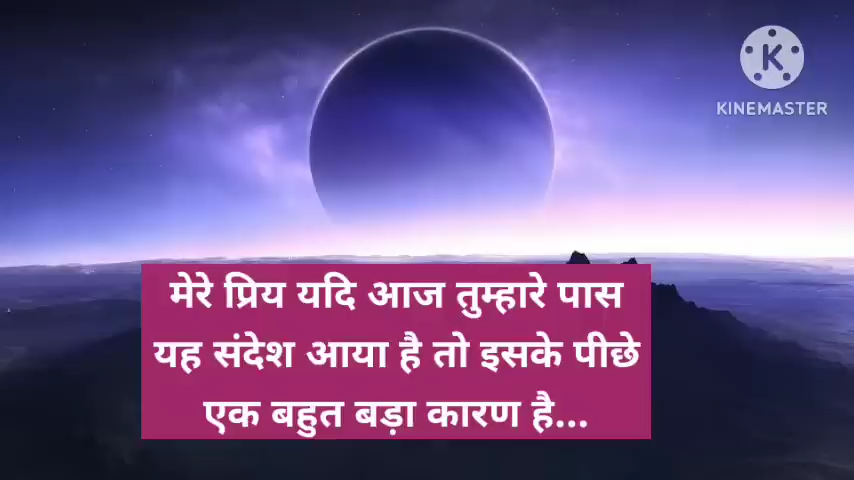 KINEMASTER
मेरे प्रिय यदि आज तुम्हारे पास
यह संदेश आया है तो इसके पीछे
एक बहुत बड़ा कारण है...